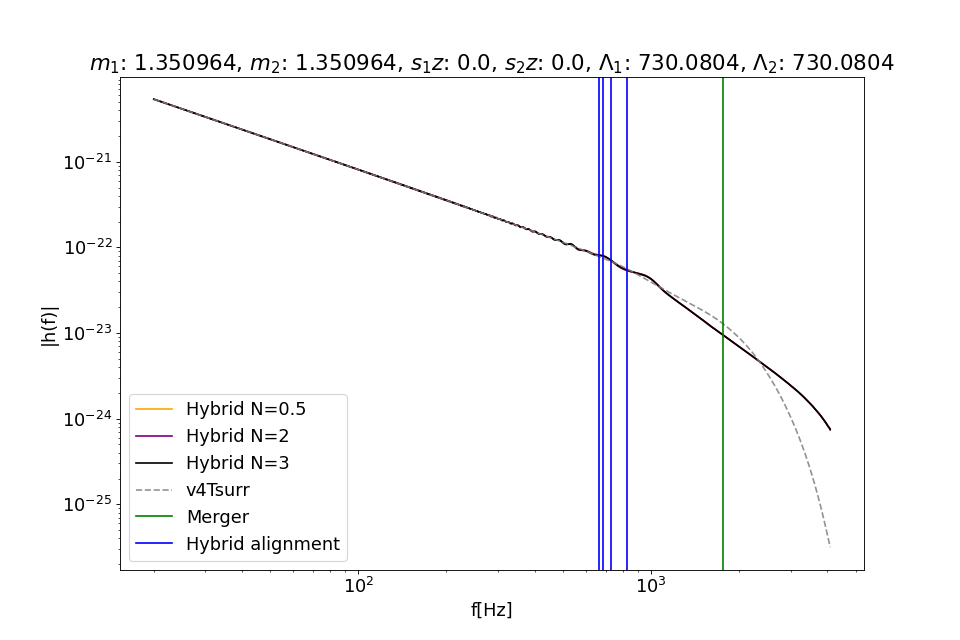 m₁: 1.350964, m₂: 1.350964, s₁z: 0.0, s₂z: 0.0, Λ₁: 730.0804, Λ₂: 730.0804
10⁻²¹
10⁻²²
10⁻²³
10⁻²⁴
10⁻²⁵
|h(f)|
Hybrid N=0.5
Hybrid N=2
Hybrid N=3
v4Tsurr
Merger
Hybrid alignment
10² 10³
f[Hz]